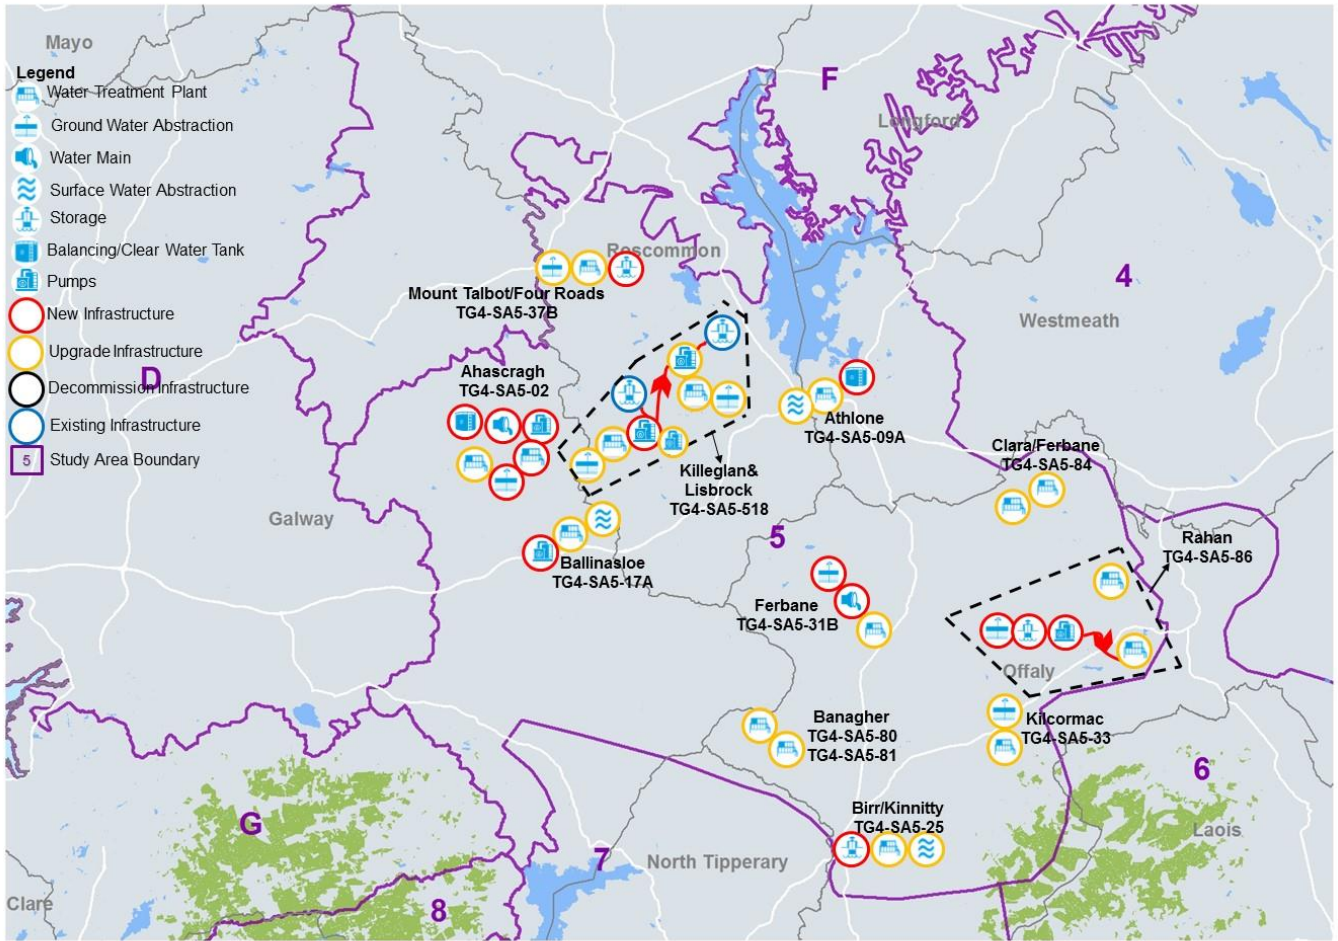 Mayo
Legend
Water Treatment Plant
Ground Water Abstraction
Water Main
Surface Water Abstraction
Storage
Balancing/Clear Water Tank
Pumps
New Infrastructure
Upgrade Infrastructure
Decommission Infrastructure
Existing Infrastructure
5 Study Area Boundary
D
F
Longford
Roscommon
4
Westmeath
Mount Talbot/Four Roads
TG4-SA5-37B
Ahascragh
TG4-SA5-02
Athlone
TG4-SA5-09A
Clara/Ferbane
TG4-SA5-84
Killeglan&
Lisbrock
TG4-SA5-518
Galway
5
Rahan
TG4-SA5-86
Ballinasloe
TG4-SA5-17A
Ferbane
TG4-SA5-31B
Offaly
Banagher
TG4-SA5-80
TG4-SA5-81
Kilcormac
TG4-SA5-33
6
Birr/Kinnitty
TG4-SA5-25
G
Laois
7
North Tipperary
Clare
8